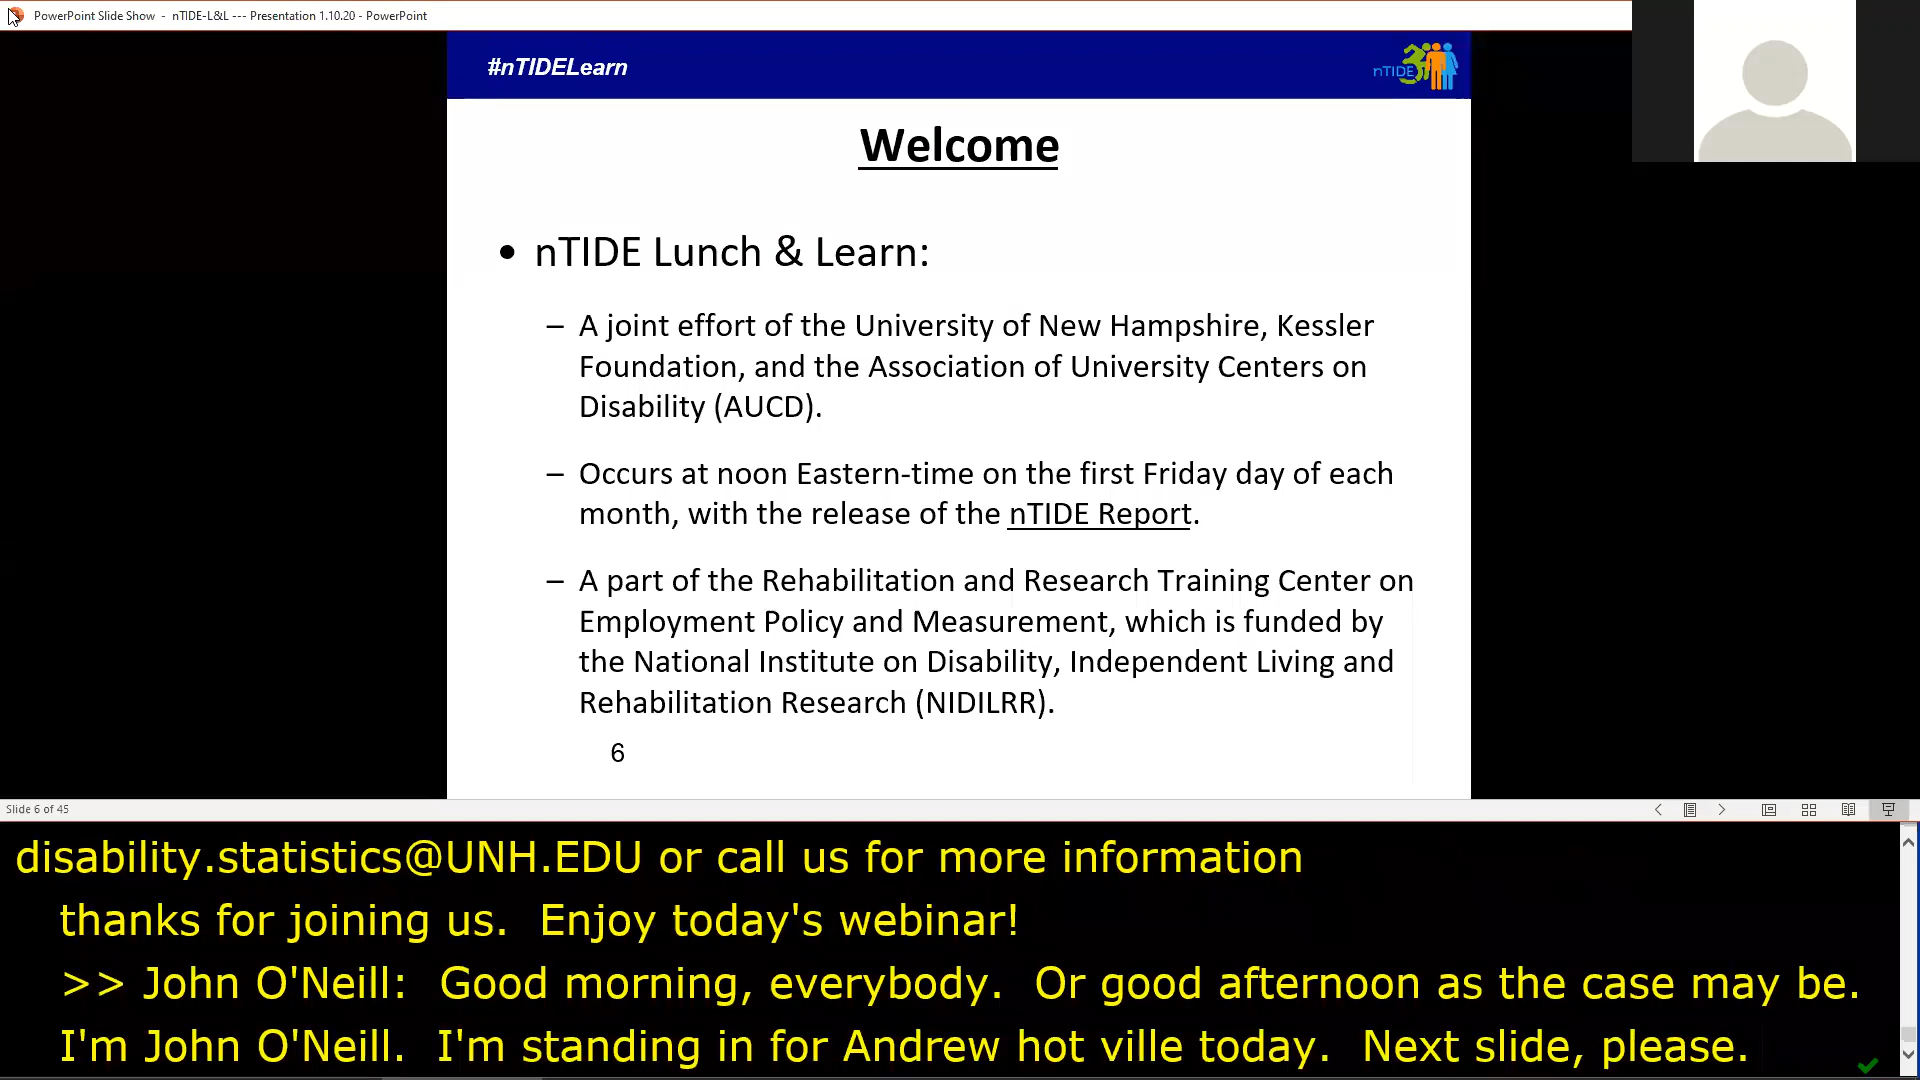 PowerPoint Slide Show - nTIDE-L&L --- Presentation 1.10.20 - PowerPoint
#nTIDELearn
nTIDE
Welcome
• nTIDE Lunch & Learn:
– A joint effort of the University of New Hampshire, Kessler
Foundation, and the Association of University Centers on
Disability (AUCD).
– Occurs at noon Eastern-time on the first Friday day of each
month, with the release of the nTIDE Report.
– A part of the Rehabilitation and Research Training Center on
Employment Policy and Measurement, which is funded by
the National Institute on Disability, Independent Living and
Rehabilitation Research (NIDILRR).
6
Slide 6 of 45
disability.statistics@UNH.EDU or call us for more information
thanks for joining us. Enjoy today's webinar!
>> John O'Neill: Good morning, everybody. Or good afternoon as the case may be.
I'm John O'Neill. I'm standing in for Andrew hot ville today. Next slide, please.